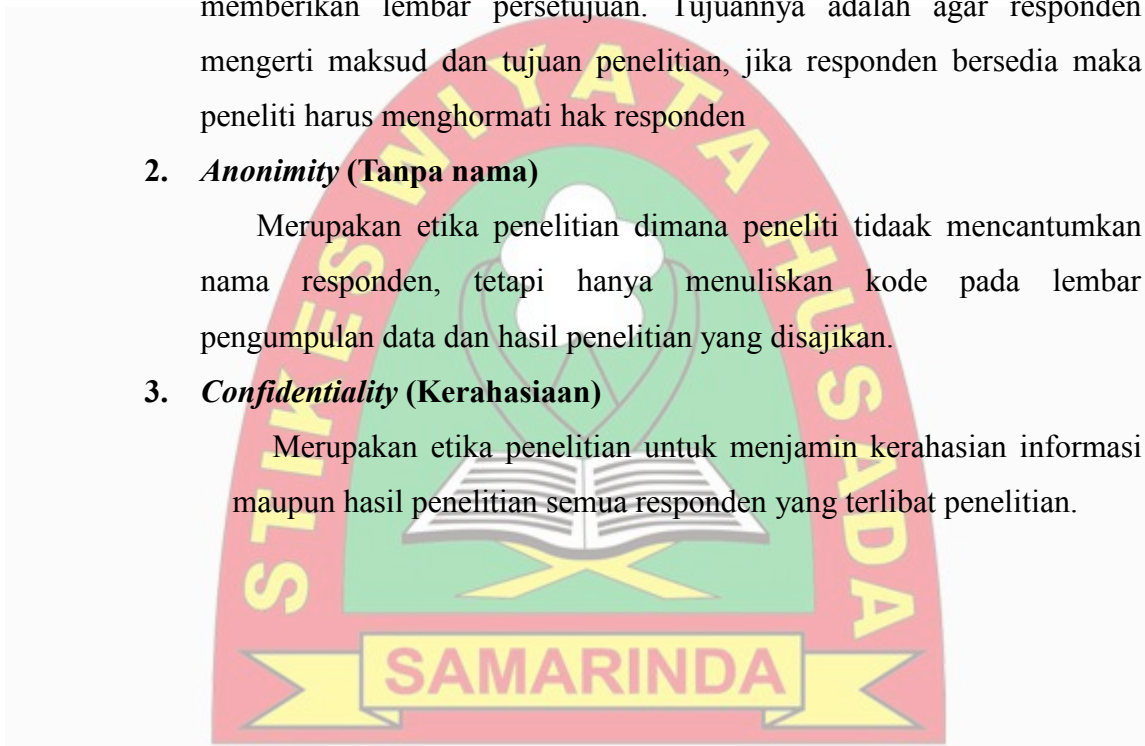 memberikan lembar persetujuan. Tujuannya adalah agar responden
mengerti maksud dan tujuan penelitian, jika responden bersedia maka
peneliti harus menghormati hak responden
2. Anonimity (Tanpa nama)
Merupakan etika penelitian dimana peneliti tidaak mencantumkan
nama responden, tetapi hanya menuliskan kode pada lembar
pengumpulan data dan hasil penelitian yang disajikan.
3. Confidentiality (Kerahasiaan)
Merupakan etika penelitian untuk menjamin kerahasian informasi
maupun hasil penelitian semua responden yang terlibat penelitian.
STIKES WIYATA HUSADA
SAMARINDA